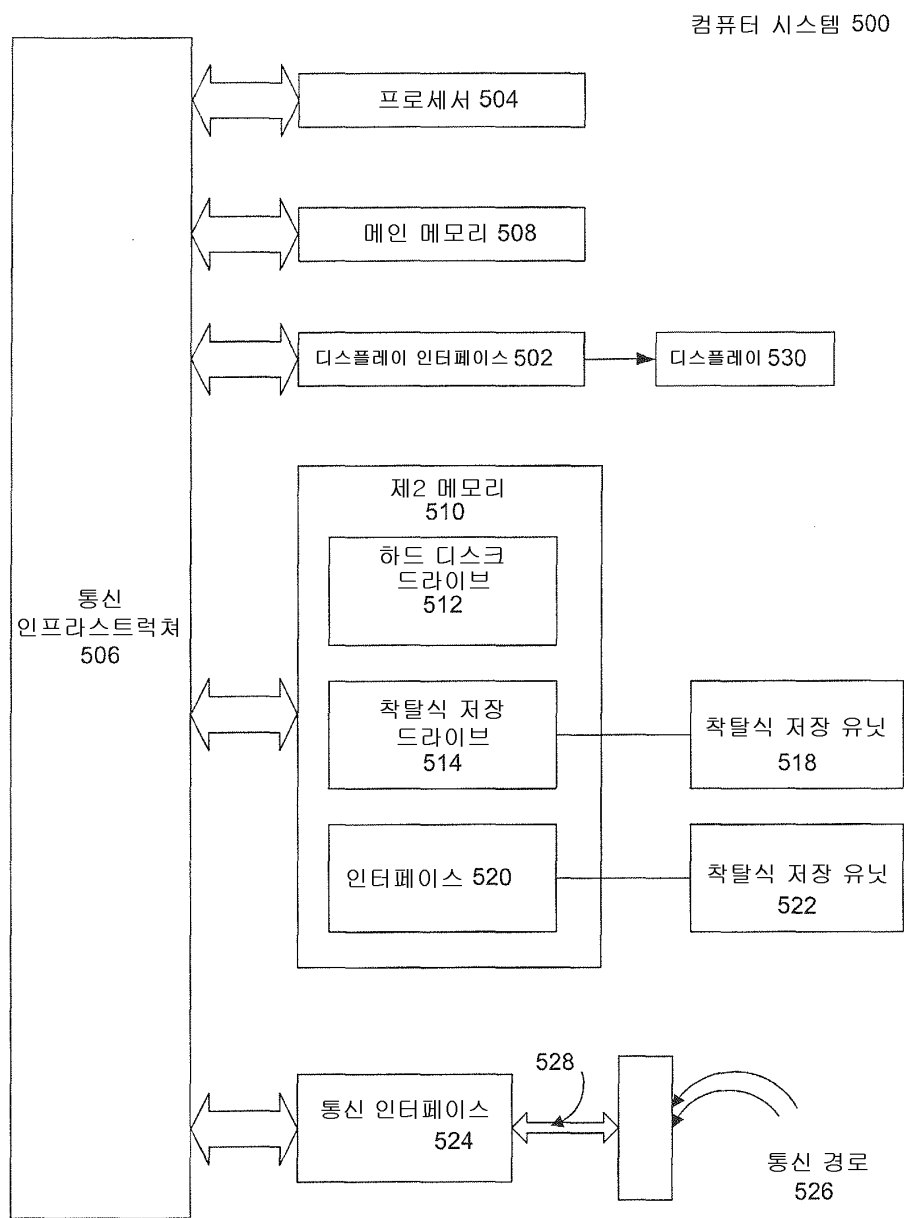 컴퓨터 시스템 500
프로세서 504
메인 메모리 508
디스플레이 인터페이스 502
디스플레이 530
제2 메모리
510
하드 디스크
드라이브
512
통신
인프라스트럭쳐
506
착탈식 저장
드라이브
514
착탈식 저장 유닛
518
인터페이스 520
착탈식 저장 유닛
522
528
통신 인터페이스
524
통신 경로
526